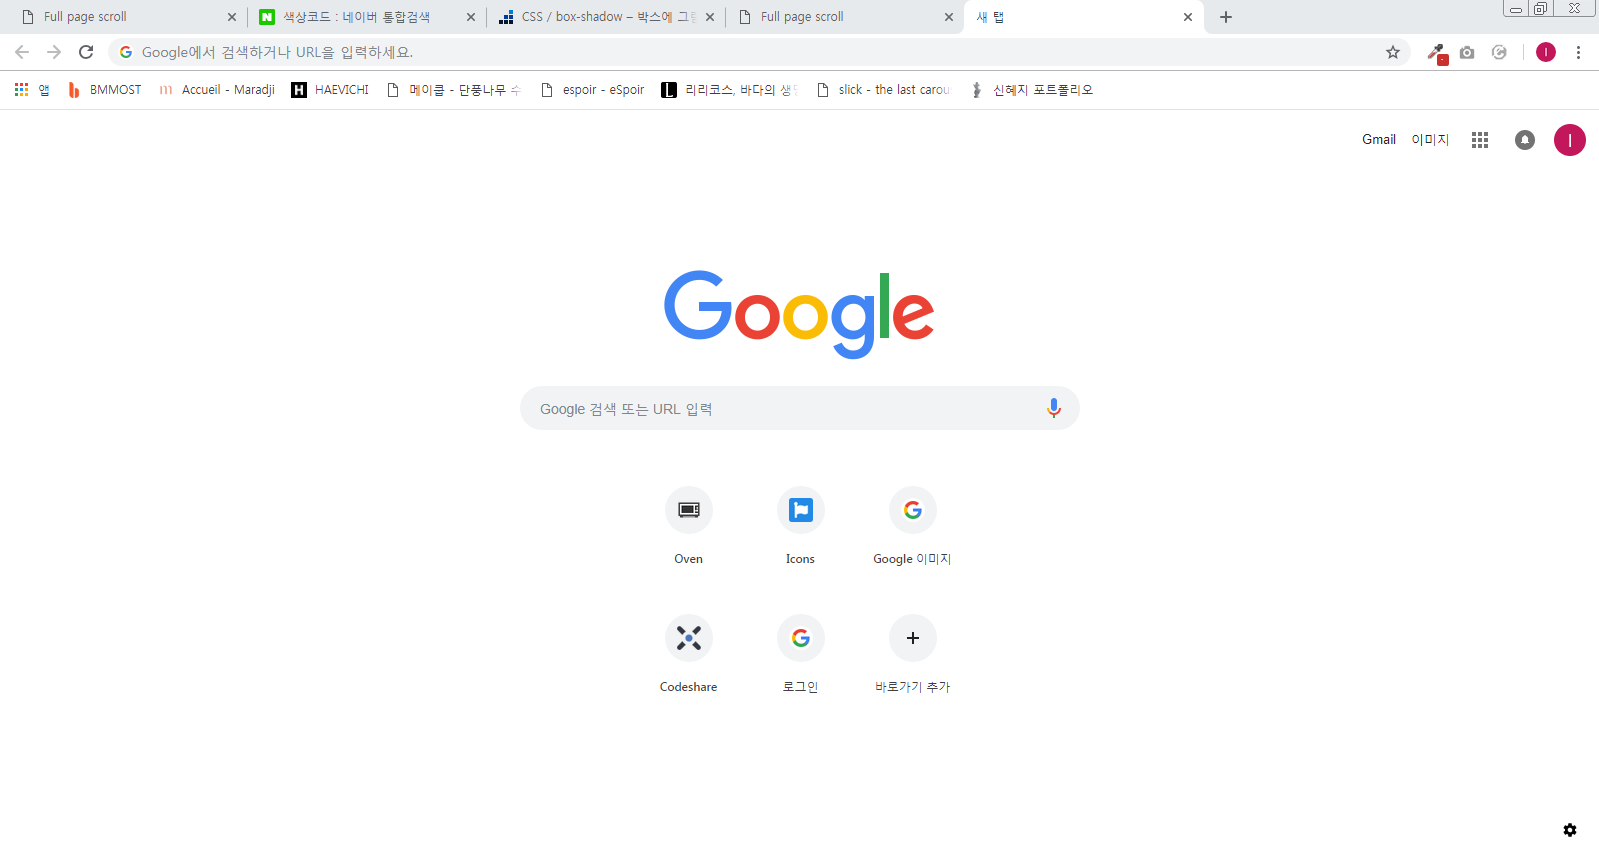 Full page scroll
색상코드 : 네이버 통합검색
CSS / box-shadow – 박스에 그림
Full page scroll
새 탭
Google에서 검색하거나 URL을 입력하세요.
I
앱
BMMOST
Accueil - Maradji
HAEVICHI
메이쿱 - 단풍나무 수
espoir - eSpoir
리리코스, 바다의 생명
slick - the last carou
신혜지 포트폴리오
Gmail
이미지
I
Google
Google 검색 또는 URL 입력
Oven
Icons
Google 이미지
Codeshare
로그인
바로가기 추가